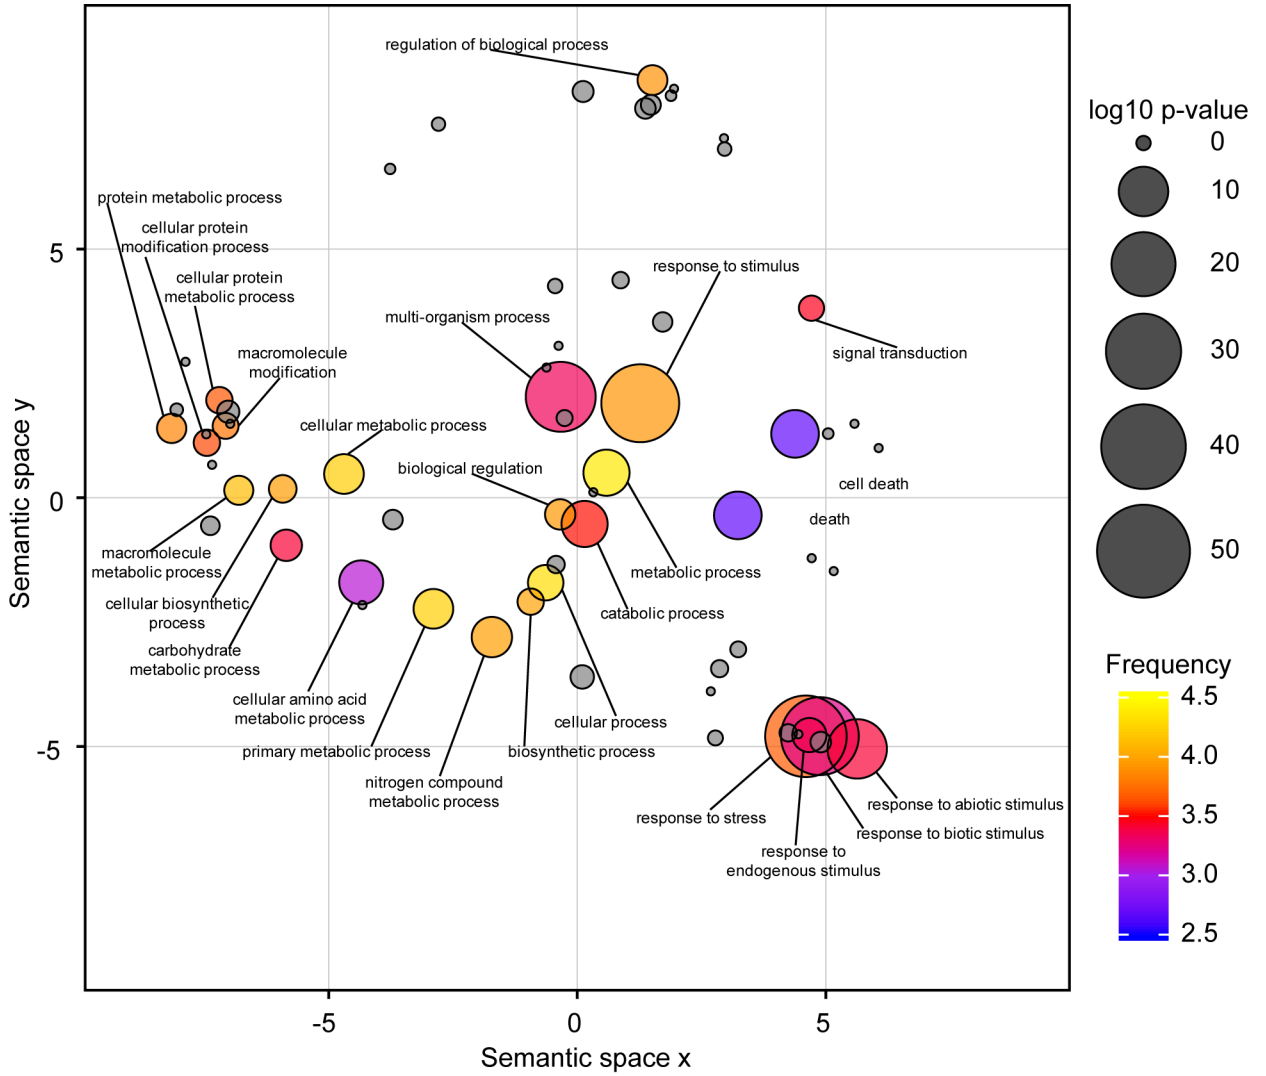 regulation of biological process
protein metabolic process
cellular protein
modification process
cellular protein
metabolic process
macromolecule
modification
response to stimulus
multi-organism process
signal transduction
cellular metabolic process
biological regulation
cell death
death
macromolecule
metabolic process
metabolic process
cellular biosynthetic
process
catabolic process
carbohydrate
metabolic process
cellular amino acid
metabolic process
cellular process
primary metabolic process
biosynthetic process
nitrogen compound
metabolic process
response to abiotic stimulus
response to stress
response to biotic stimulus
response to
endogenous stimulus
5
0
-5
Semantic space y
-5
0
5
Semantic space x
log10 p-value
0
10
20
30
40
50
Frequency
4.5
4.0
3.5
3.0
2.5